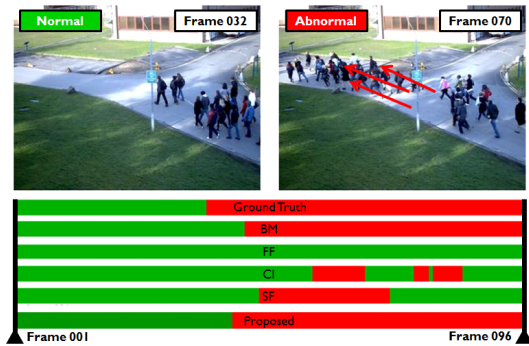 Normal
Frame 032
Abnormal
Frame 070
Ground Truth
BM
FF
CI
SF
Proposed
Frame 001
Frame 096